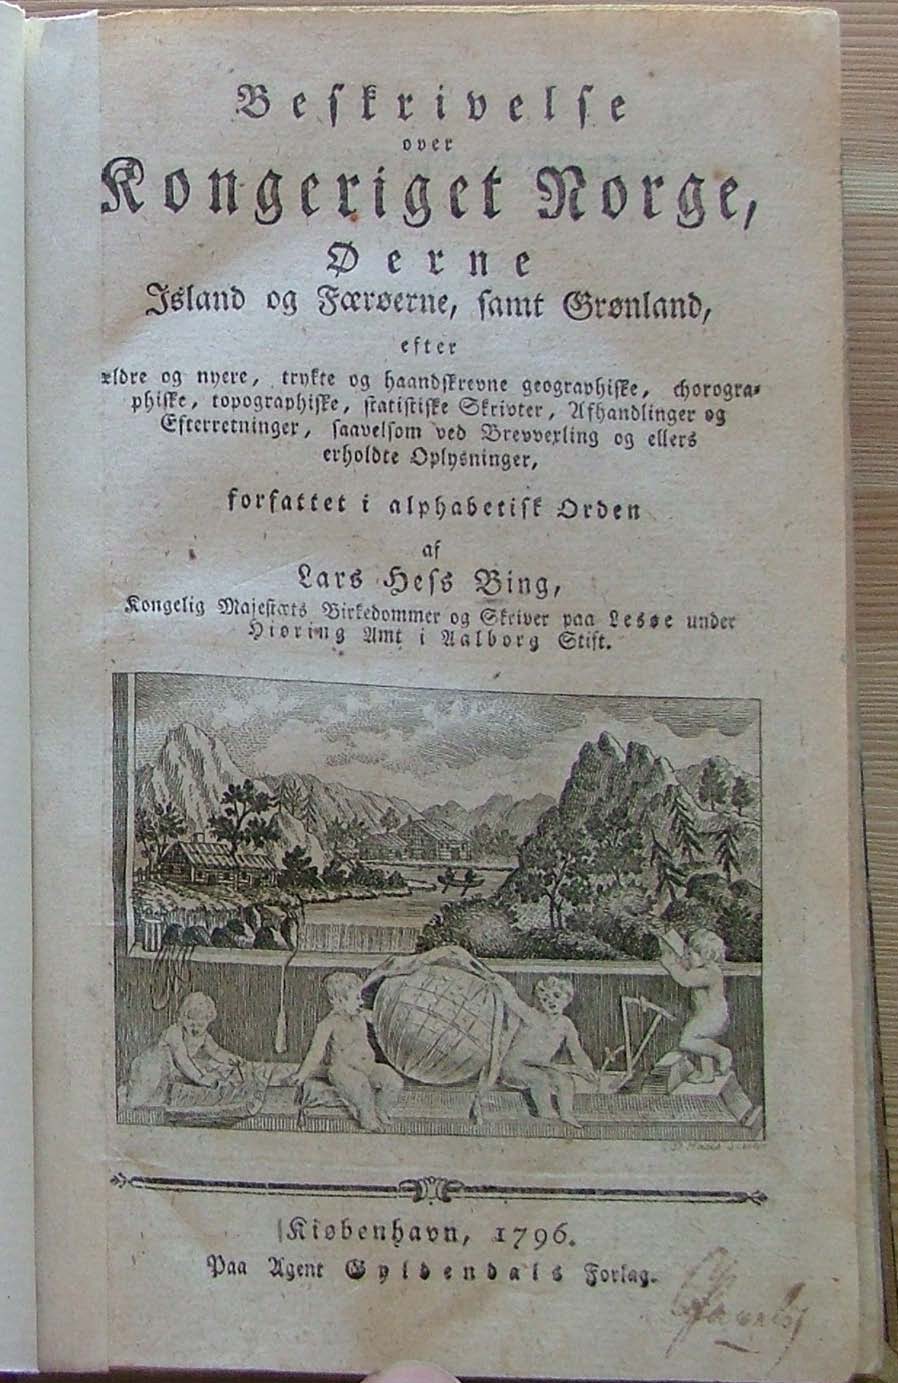 Beskrivelse
over
Kongeriget Norge,
Øerne
Island og Færøerne, samt Grønland,
efter
ældre og nyere, trykte og haandskrevne geographiske, chorogra-
phiske, topographiske, statistiske Skrivter, Afhandlinger og
Efterretninger, saavelsom ved Brevvexling og ellers
erholdte Oplysninger,
forfattet i alphabetisk Orden
af
Lars Hess Bing,
Kongelig Majestæts Birkedommer og Skriver paa Lesøe under
Hiøring Amt i Aalborg Stift.
Kiøbenhavn, 1796.
Paa Agent Gyldendals Forlag.